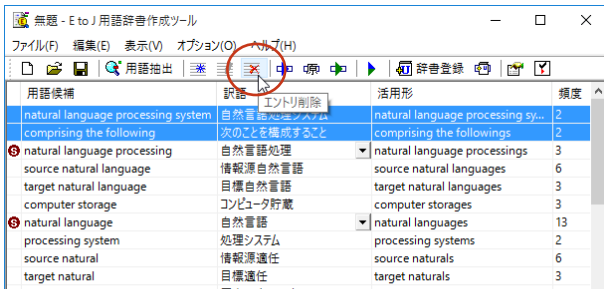 無題 - E to J 用語辞書作成ツール
ファイル(F) 編集(E) 表示(V) オプション(O) ヘルプ(H)
用語抽出 辞書登録
用語候補 訳語 活用形 頻度
エントリ削除
natural language processing system 自然言語処理システム natural language processing sy... 2
comprising the following 次のことを構成すること comprising the followings 2
S natural language processing 自然言語処理 natural language processings 3
source natural language 情報源自然言語 source natural languages 6
target natural language 目標自然言語 target natural languages 3
computer storage コンピュータ貯蔵 computer storages 3
S natural language 自然言語 natural languages 13
processing system 処理システム processing systems 2
source natural 情報源適任 source naturals 6
target natural 目標適任 target naturals 3